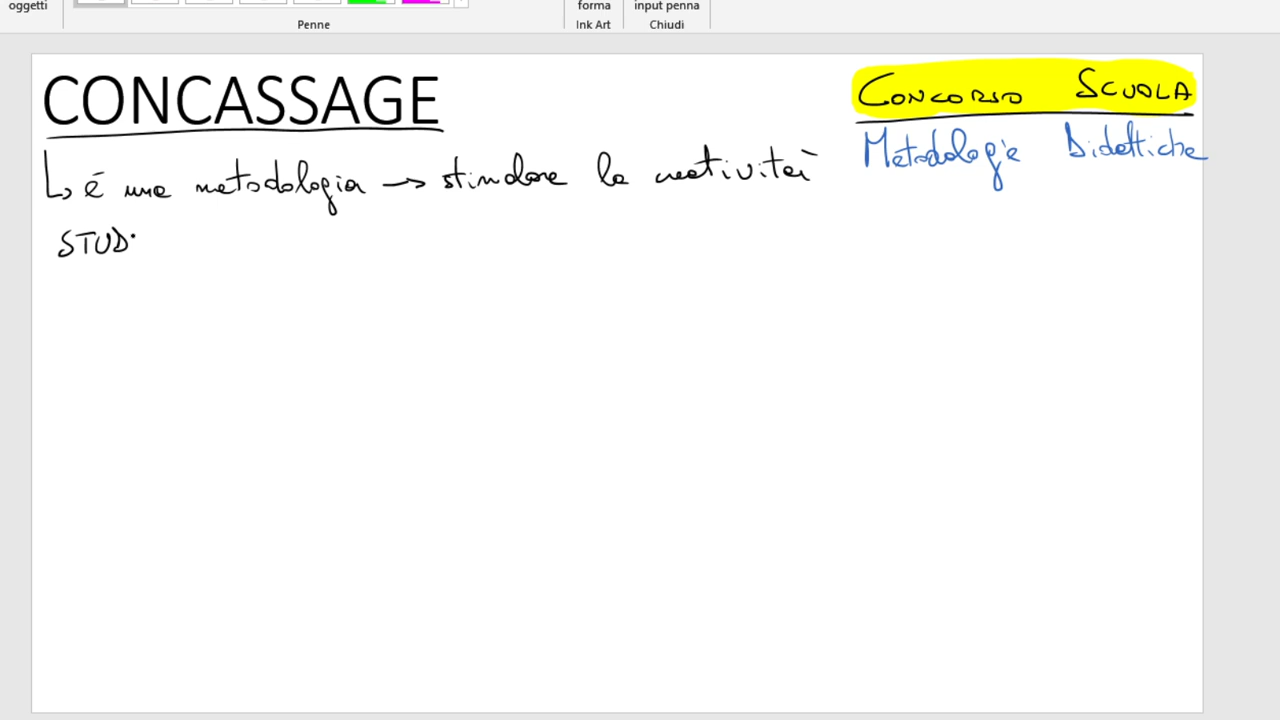 oggetti
Penne
forma
Ink Art
input penna
Chiudi
CONCASSAGE
CONCORSO SCUOLA
Metodologie Didattiche
è una metodologia → stimolare la creatività
STUD